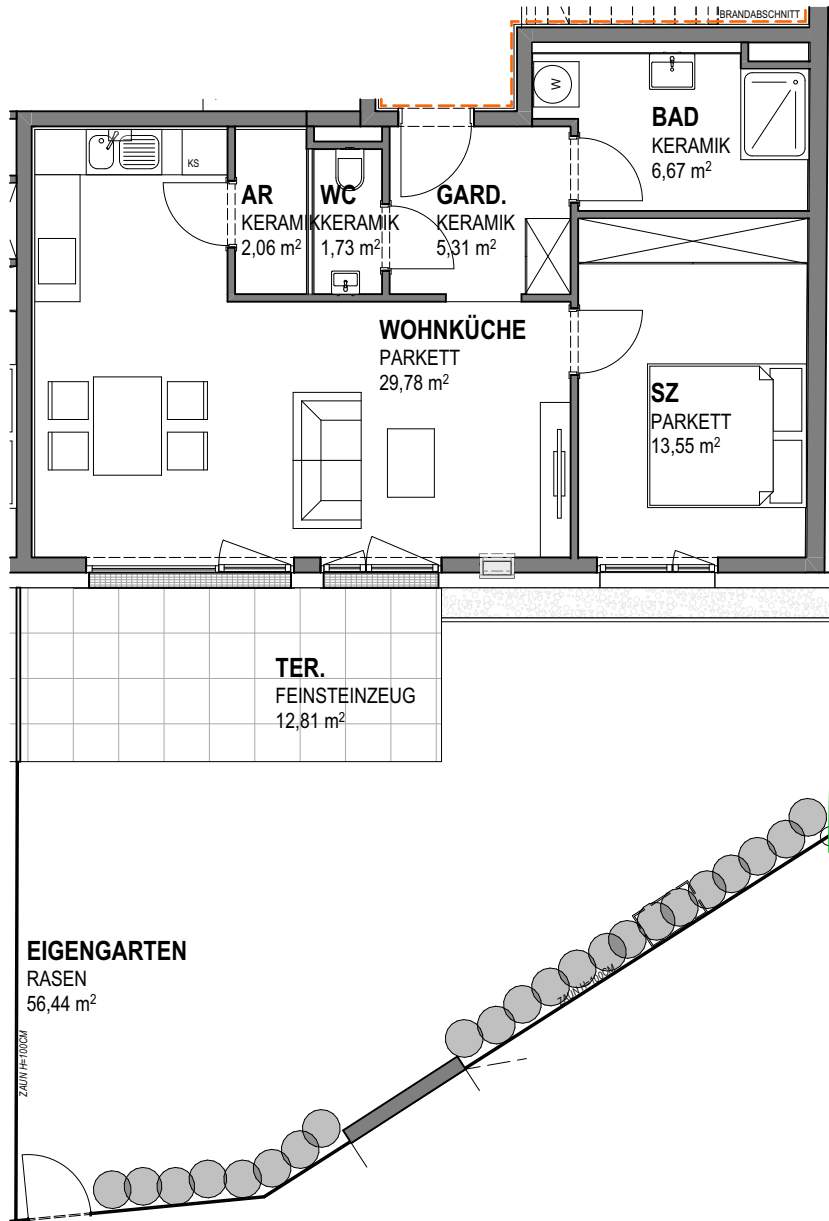 BRANDABSCHNITT
W
BAD
KERAMIK
6,67 m²
KS
AR
KERAMIK
2,06 m²
WC
KERAMIK
1,73 m²
GARD.
KERAMIK
5,31 m²
WOHNKÜCHE
PARKETT
29,78 m²
SZ
PARKETT
13,55 m²
TER.
FEINSTEINZEUG
12,81 m²
EIGENGARTEN
RASEN
56,44 m²
ZAUN H=100CM
ZAUN H=100CM